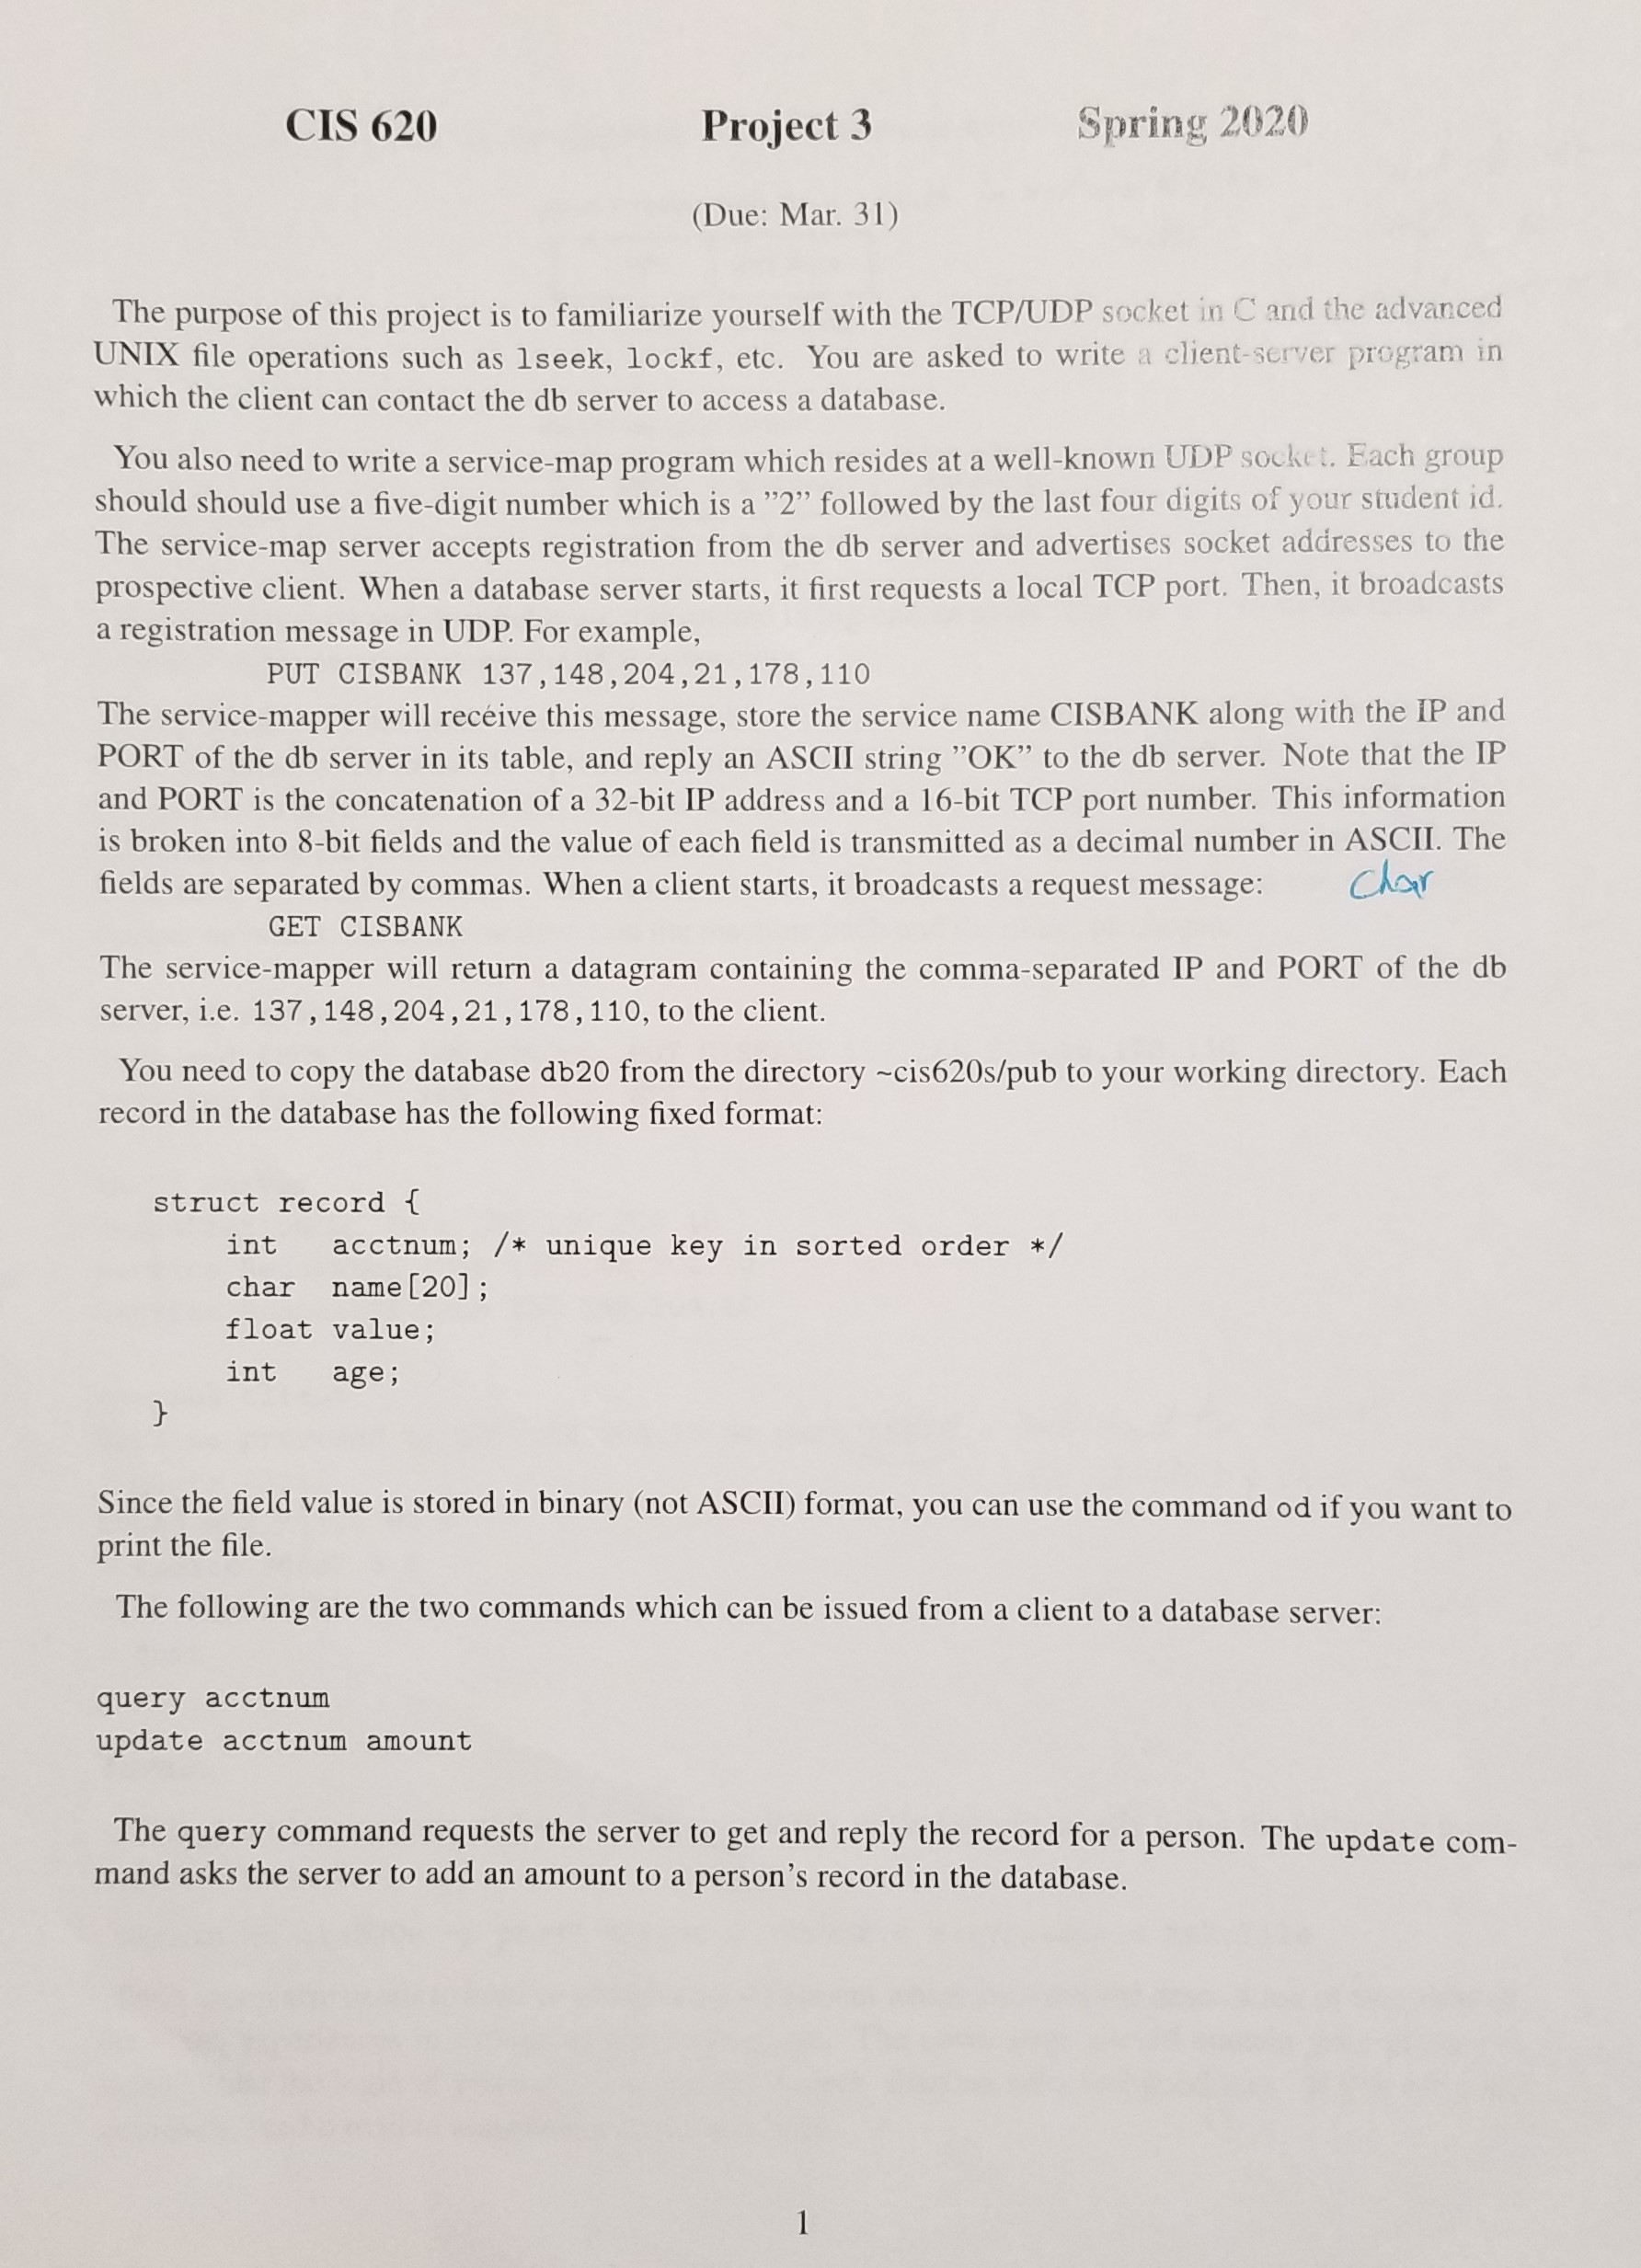 CIS 620 Project 3 Spring 2020
(Due: Mar. 31)
The purpose of this project is to familiarize yourself with the TCP/UDP socket in C and the advanced
UNIX file operations such as lseek, lockf, etc. You are asked to write a client-server program in
which the client can contact the db server to access a database.
You also need to write a service-map program which resides at a well-known UDP socket. Each group
should should use a five-digit number which is a ”2” followed by the last four digits of your student id.
The service-map server accepts registration from the db server and advertises socket addresses to the
prospective client. When a database server starts, it first requests a local TCP port. Then, it broadcasts
a registration message in UDP. For example,
PUT CISBANK 137,148,204,21,178,110
The service-mapper will receive this message, store the service name CISBANK along with the IP and
PORT of the db server in its table, and reply an ASCII string ”OK” to the db server. Note that the IP
and PORT is the concatenation of a 32-bit IP address and a 16-bit TCP port number. This information
is broken into 8-bit fields and the value of each field is transmitted as a decimal number in ASCII. The
fields are separated by commas. When a client starts, it broadcasts a request message: Char
GET CISBANK
The service-mapper will return a datagram containing the comma-separated IP and PORT of the db
server, i.e. 137,148,204,21,178,110, to the client.
You need to copy the database db20 from the directory ~cis620s/pub to your working directory. Each
record in the database has the following fixed format:
struct record {
int acctnum; /* unique key in sorted order */
char name[20];
float value;
int age;
}
Since the field value is stored in binary (not ASCII) format, you can use the command od if you want to
print the file.
The following are the two commands which can be issued from a client to a database server:
query acctnum
update acctnum amount
The query command requests the server to get and reply the record for a person. The update com-
mand asks the server to add an amount to a person's record in the database.
1